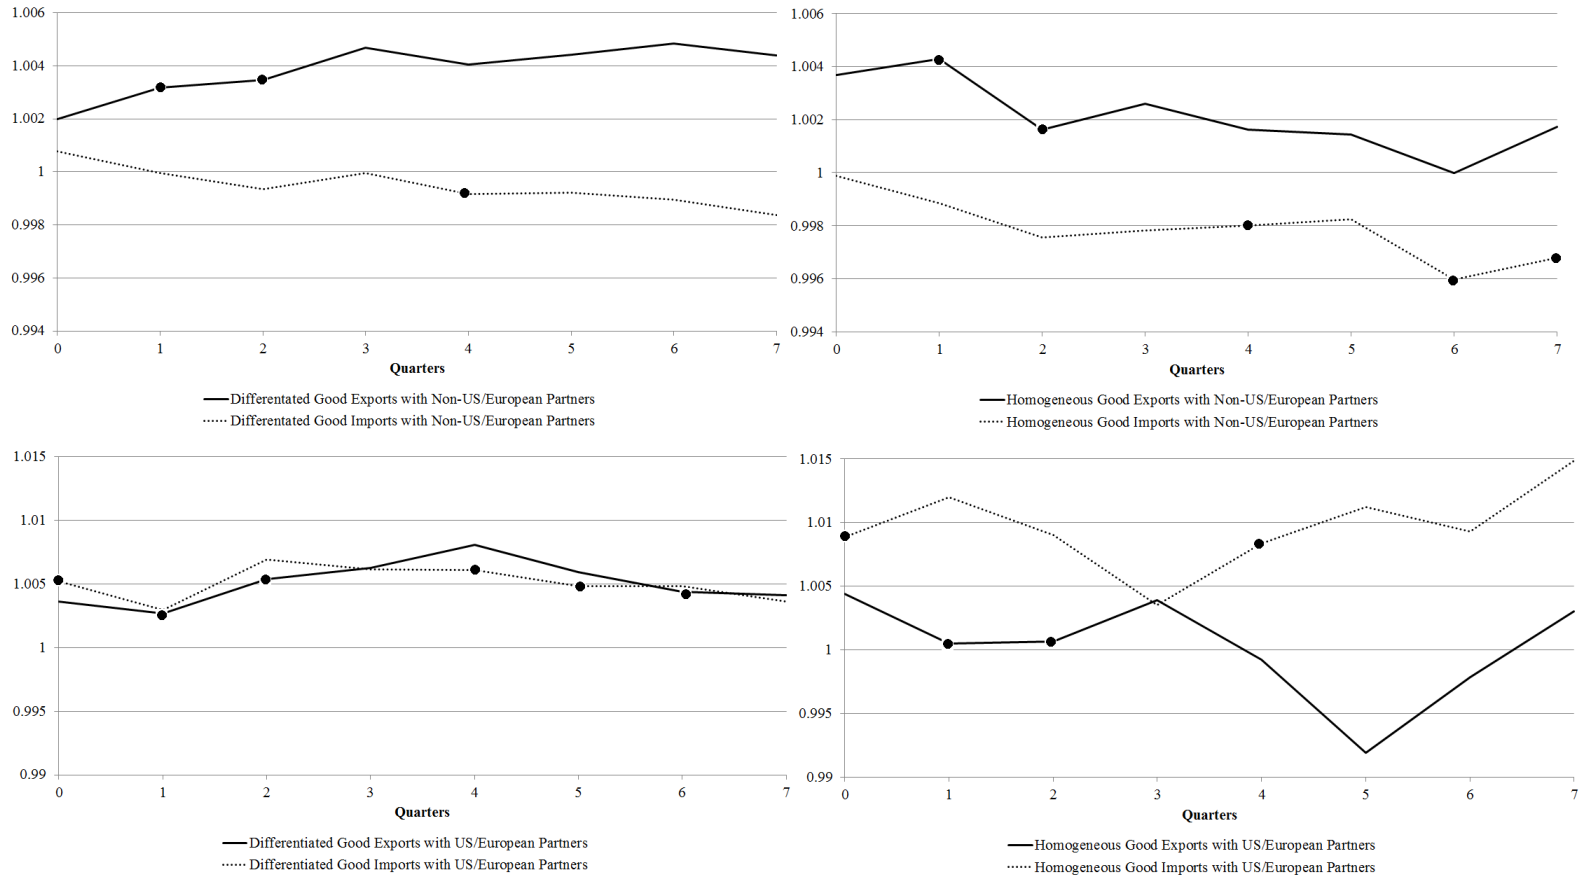 1.006
1.004
1.002
1
0.998
0.996
0.994
0 1 2 3 4 5 6 7
Quarters
Differentated Good Exports with Non-US/European Partners
Differentated Good Imports with Non-US/European Partners
1.006
1.004
1.002
1
0.998
0.996
0.994
0 1 2 3 4 5 6 7
Quarters
Homogeneous Good Exports with Non-US/European Partners
Homogeneous Good Imports with Non-US/European Partners
1.015
1.01
1.005
1
0.995
0.99
0 1 2 3 4 5 6 7
Quarters
Differentiated Good Exports with US/European Partners
Differentiated Good Imports with US/European Partners
1.015
1.01
1.005
1
0.995
0.99
0 1 2 3 4 5 6 7
Quarters
Homogeneous Good Exports with US/European Partners
Homogeneous Good Imports with US/European Partners